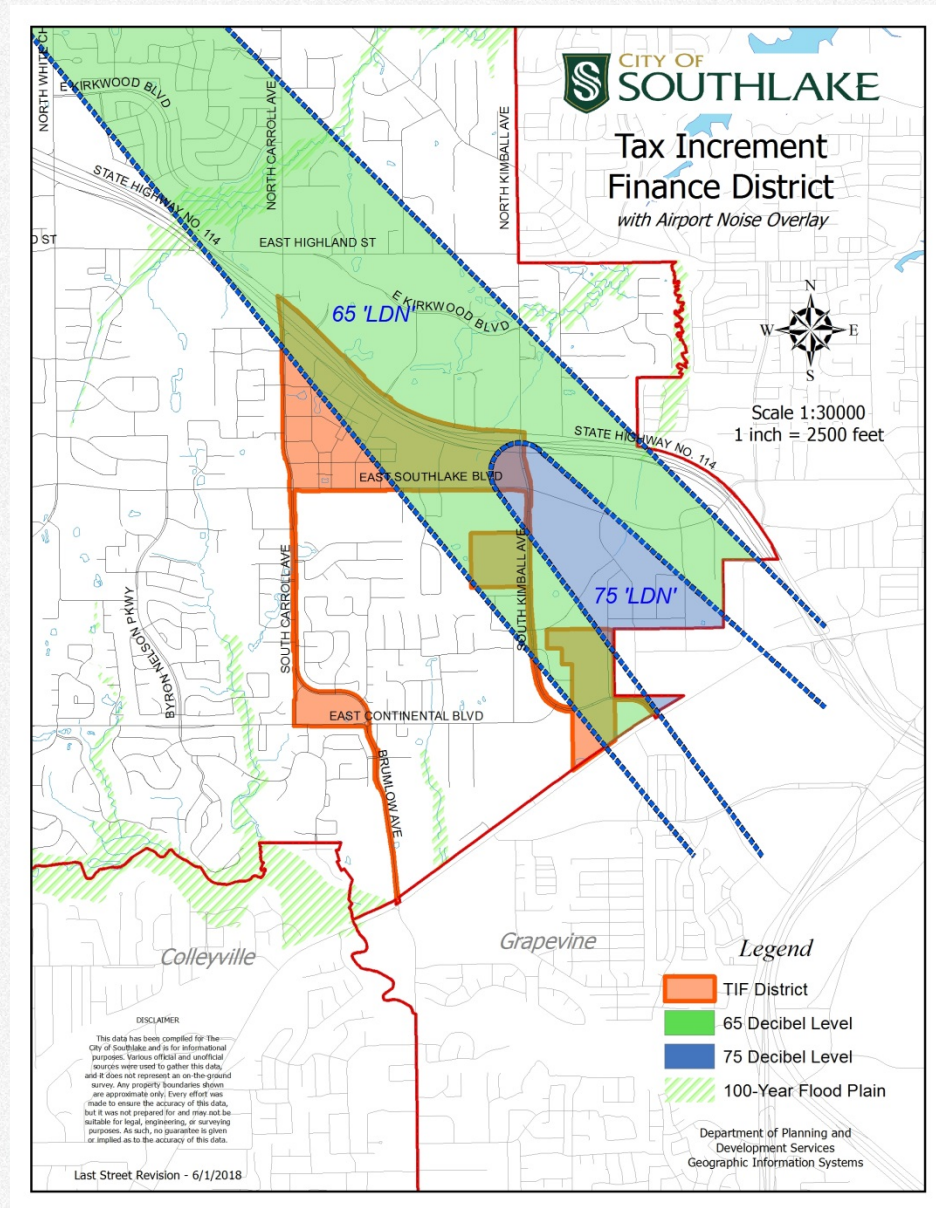 CITY OF
SOUTHLAKE
Tax Increment
Finance District
with Airport Noise Overlay
N
W
E
S
Scale 1:30000
1 inch = 2500 feet
NORTH WHITE CH
E KIRKWOOD BLVD
NORTH CARROLL AVE
NORTH KIMBALL AVE
STATE HIGHWAY NO. 114
D ST
EAST HIGHLAND ST
65 'LDN'
E KIRKWOOD BLVD
STATE HIGHWAY NO. 114
EAST SOUTHLAKE BLVD
SOUTH CARROLL AVE
SOUTH KIMBALL AVE
75 'LDN'
BYRON-NELSON PKWY
EAST CONTINENTAL BLVD
BRUMLOW AVE
Colleyville
Grapevine
Legend
TIF District
65 Decibel Level
75 Decibel Level
100-Year Flood Plain
DISCLAIMER
This data has been compiled for The
City of Southlake and is for informational
purposes. Various official and unofficial
sources were used to gather this data,
and it does not represent an on-the-ground
survey. Any property boundaries shown
are approximate only. Every effort was
made to ensure the accuracy of this data,
but it was not prepared for and may not be
suitable for legal, engineering, or surveying
purposes. As such, no guarantee is given
or implied as to the accuracy of this data.
Last Street Revision - 6/1/2018
Department of Planning and
Development Services
Geographic Information Systems